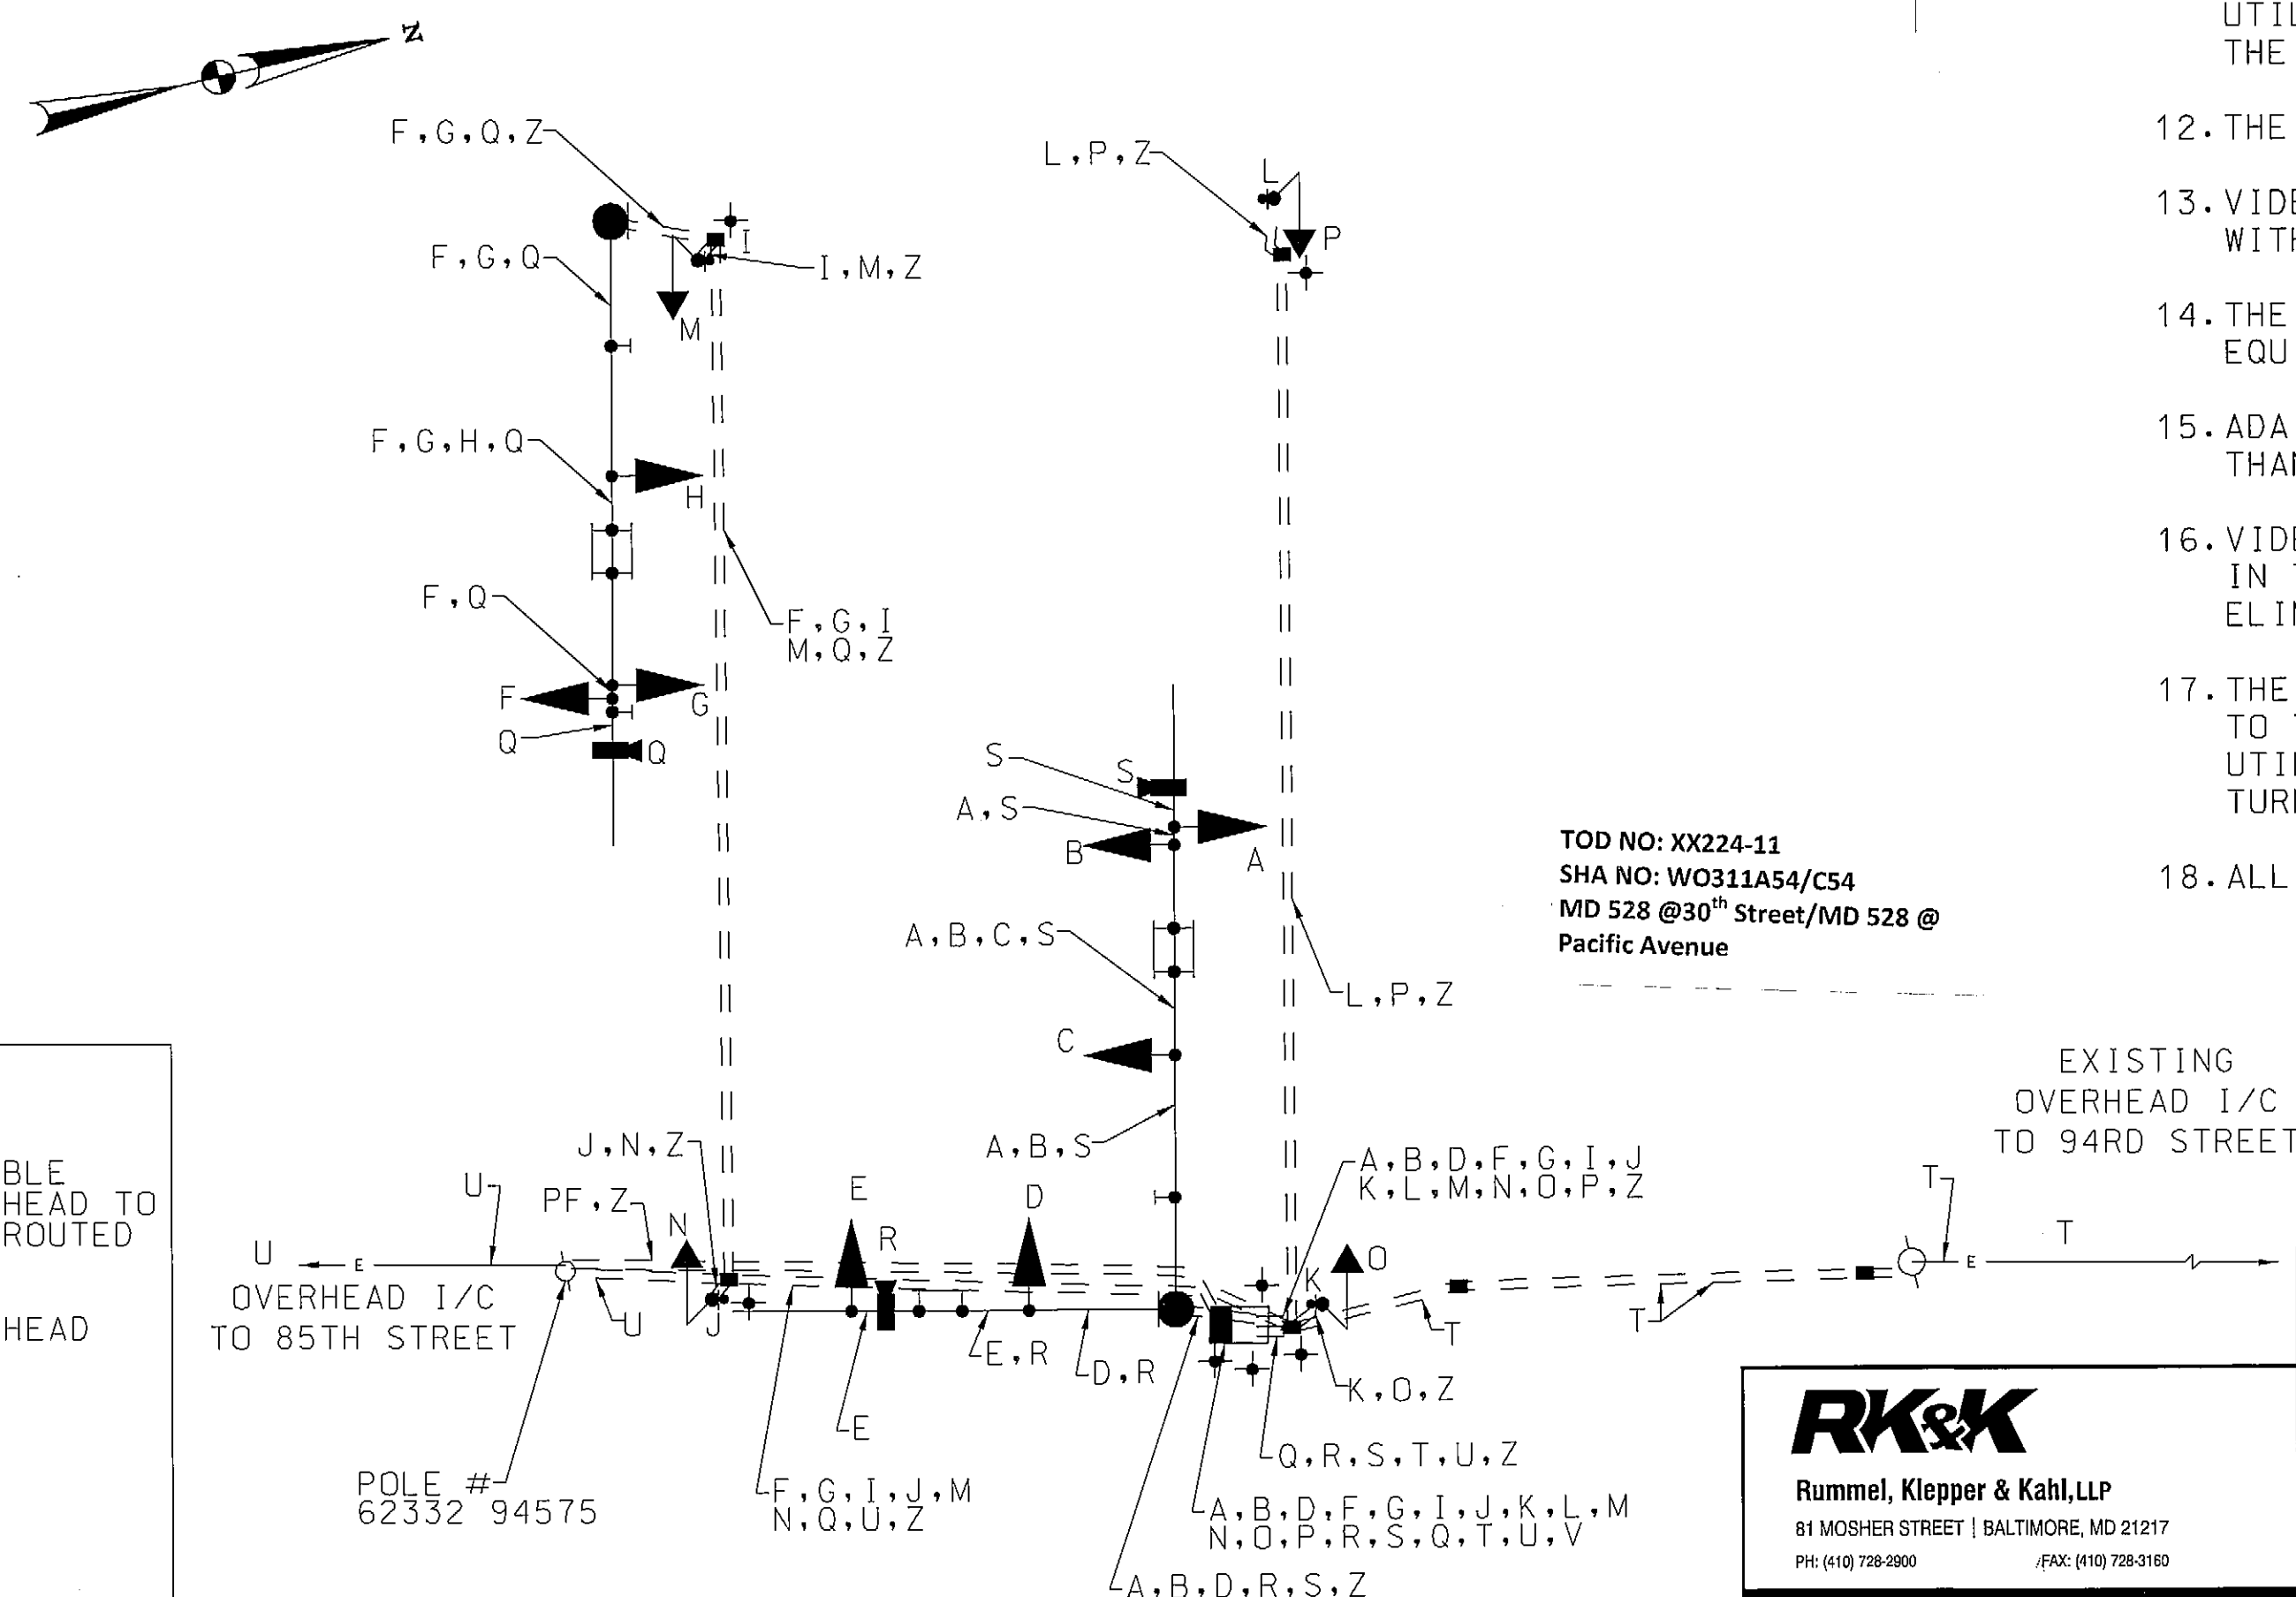 Z
UTIL
THE
12. THE
13. VIDE
WITH
14. THE
EQU
15. ADA
THAN
16. VIDE
IN T
ELIM
17. THE
TO T
UTIL
TURN
18. ALL
F,G,Q,Z
L,P,Z
L
P
I
F,G,Q
I,M,Z
M
F,G,H,Q
H
F,Q
F,G,I
M,Q,Z
F
G
Q
Q
S
S
A,S
B
A
TOD NO: XX224-11
SHA NO: WO311A54/C54
MD 528 @30th Street/MD 528 @
Pacific Avenue
A,B,C,S
L,P,Z
C
EXISTING
OVERHEAD I/C
TO 94RD STREET
A,B,S
J,N,Z
A,B,D,F,G,I,J
K,L,M,N,O,P,Z
BLE
HEAD TO
ROUTED
HEAD
U
PF,Z
N
E
R
D
T
T
U
E
OVERHEAD I/C
TO 85TH STREET
U
J
K
O
E
T
T
E,R
D,R
K,O,Z
E
Q,R,S,T,U,Z
POLE #
62332 94575
F,G,I,J,M
N,Q,U,Z
A,B,D,F,G,I,J,K,L,M
N,O,P,R,S,Q,T,U,V
A,B,D,R,S,Z
RK&K
Rummel, Klepper & Kahl, LLP
81 MOSHER STREET | BALTIMORE, MD 21217
PH: (410) 728-2900 FAX: (410) 728-3160